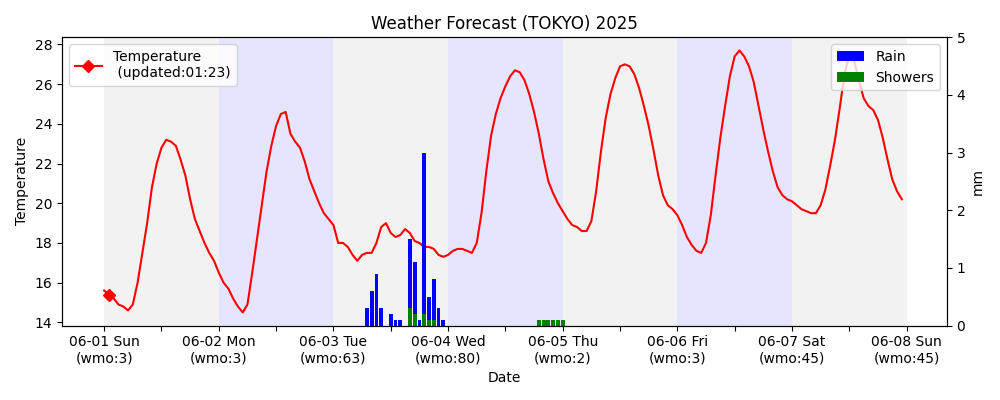 Weather Forecast (TOKYO) 2025
Temperature
(updated:01:23)
Rain
Showers
28
26
24
22
20
18
16
14
Temperature
5
4
3
2
1
0
mm
06-01 Sun
(wmo:3)
06-02 Mon
(wmo:3)
06-03 Tue
(wmo:63)
06-04 Wed
(wmo:80)
06-05 Thu
(wmo:2)
06-06 Fri
(wmo:3)
06-07 Sat
(wmo:45)
06-08 Sun
(wmo:45)
Date